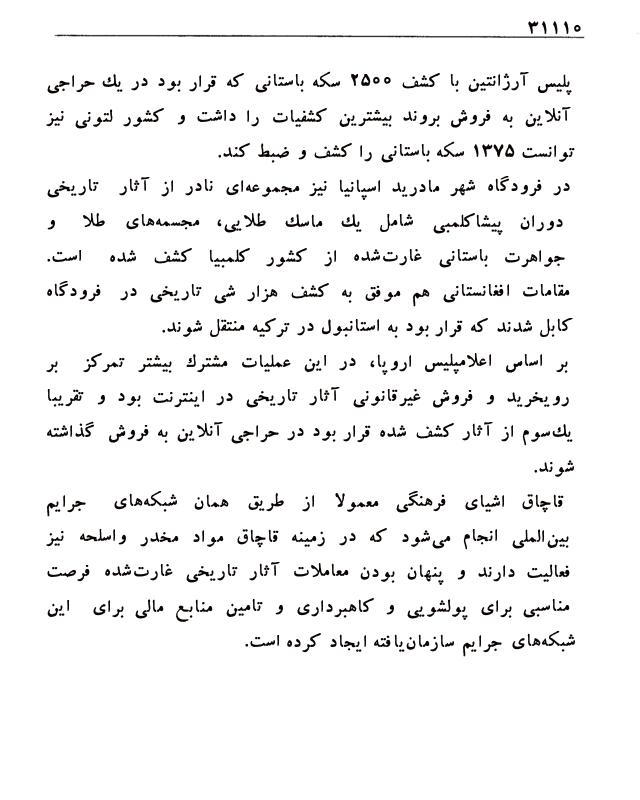 ۳۱۱۱۰
پلیس آرژانتین با کشف ۲۵۰۰ سکه باستانی که قرار بود در یك حراجی
آنلاین به فروش بروند بیشترین کشفیات را داشت و کشور لتونی نیز
توانست ۱۳۷۵ سکه باستانی را کشف و ضبط کند.
در فرودگاه شهر مادرید اسپانیا نیز مجموعه‌ای نادر از آثار تاریخی
دوران پیشاکلمبی شامل یك ماسك طلایی، مجسمه‌های طلا و
جواهرت باستانی غارت‌شده از کشور کلمبیا کشف شده است.
مقامات افغانستانی هم موفق به کشف هزار شی تاریخی در فرودگاه
کابل شدند که قرار بود به استانبول در ترکیه منتقل شوند.
بر اساس اعلامپلیس اروپا، در این عملیات مشترك بیشتر تمرکز بر
رویخرید و فروش غیرقانونی آثار تاریخی در اینترنت بود و تقریبا
یك‌سوم از آثار کشف شده قرار بود در حراجی آنلاین به فروش گذاشته
شوند.
قاچاق اشیای فرهنگی معمولا از طریق همان شبکه‌های جرایم
بین‌المللی انجام می‌شود که در زمینه قاچاق مواد مخدر واسلحه نیز
فعالیت دارند و پنهان بودن معاملات آثار تاریخی غارت‌شده فرصت
مناسبی برای پولشویی و کاهبرداری و تامین منابع مالی برای این
شبکه‌های جرایم سازمان‌یافته ایجاد کرده است.